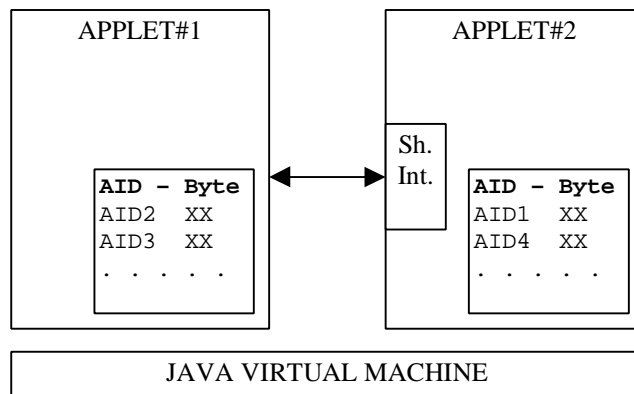 APPLET#1
AID – Byte
AID2 XX
AID3 XX
. . . . .
APPLET#2
Sh.
Int.
AID – Byte
AID1 XX
AID4 XX
. . . . .
JAVA VIRTUAL MACHINE